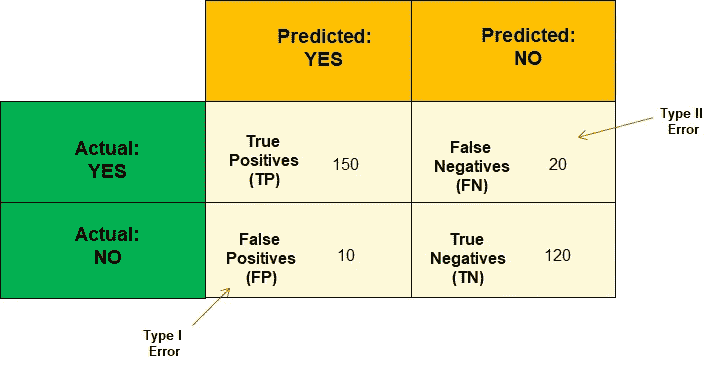 Predicted:
YES
Predicted:
NO
Actual:
YES
True
Positives
(TP)
150
False
Negatives
(FN)
20
Type II
Error
Actual:
NO
False
Positives
(FP)
10
True
Negatives
(TN)
120
Type I
Error